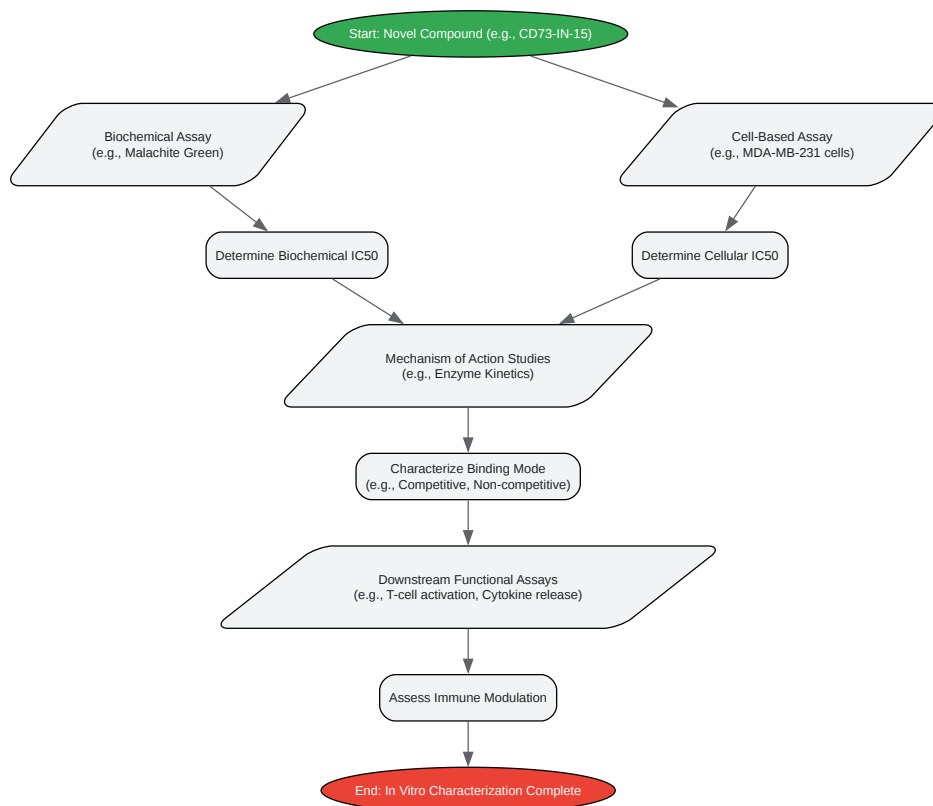 Start: Novel Compound (e.g., CD73-IN-15)
Biochemical Assay
(e.g., Malachite Green)
Cell-Based Assay
(e.g., MDA-MB-231 cells)
Determine Biochemical IC50
Determine Cellular IC50
Mechanism of Action Studies
(e.g., Enzyme Kinetics)
Characterize Binding Mode
(e.g., Competitive, Non-competitive)
Downstream Functional Assays
(e.g., T-cell activation, Cytokine release)
Assess Immune Modulation
End: In Vitro Characterization Complete